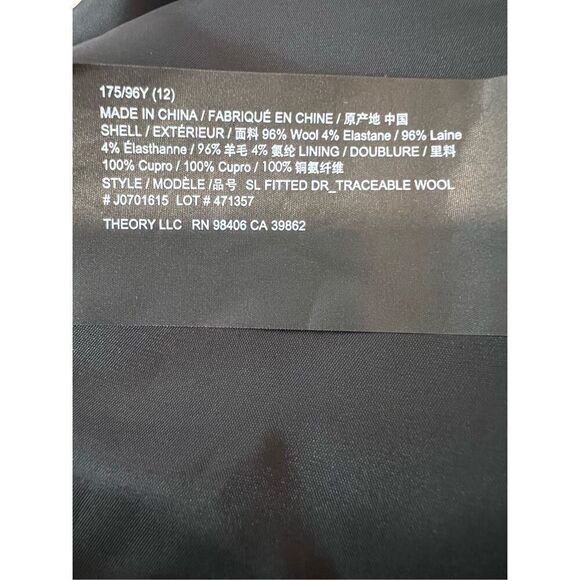 175/96Y (12)
MADE IN CHINA / FABRIQUÉ EN CHINE / 原产地 中国
SHELL / EXTÉRIEUR / 面料 96% Wool 4% Elastane / 96% Laine
4% Élasthanne / 96% 羊毛 4% 氨纶 LINING / DOUBLURE / 里料
100% Cupro / 100% Cupro / 100% 铜氨纤维
STYLE / MODÈLE /品号 SL FITTED DR_TRACEABLE WOOL
# J0701615 LOT # 471357
THEORY LLC RN 98406 CA 39862